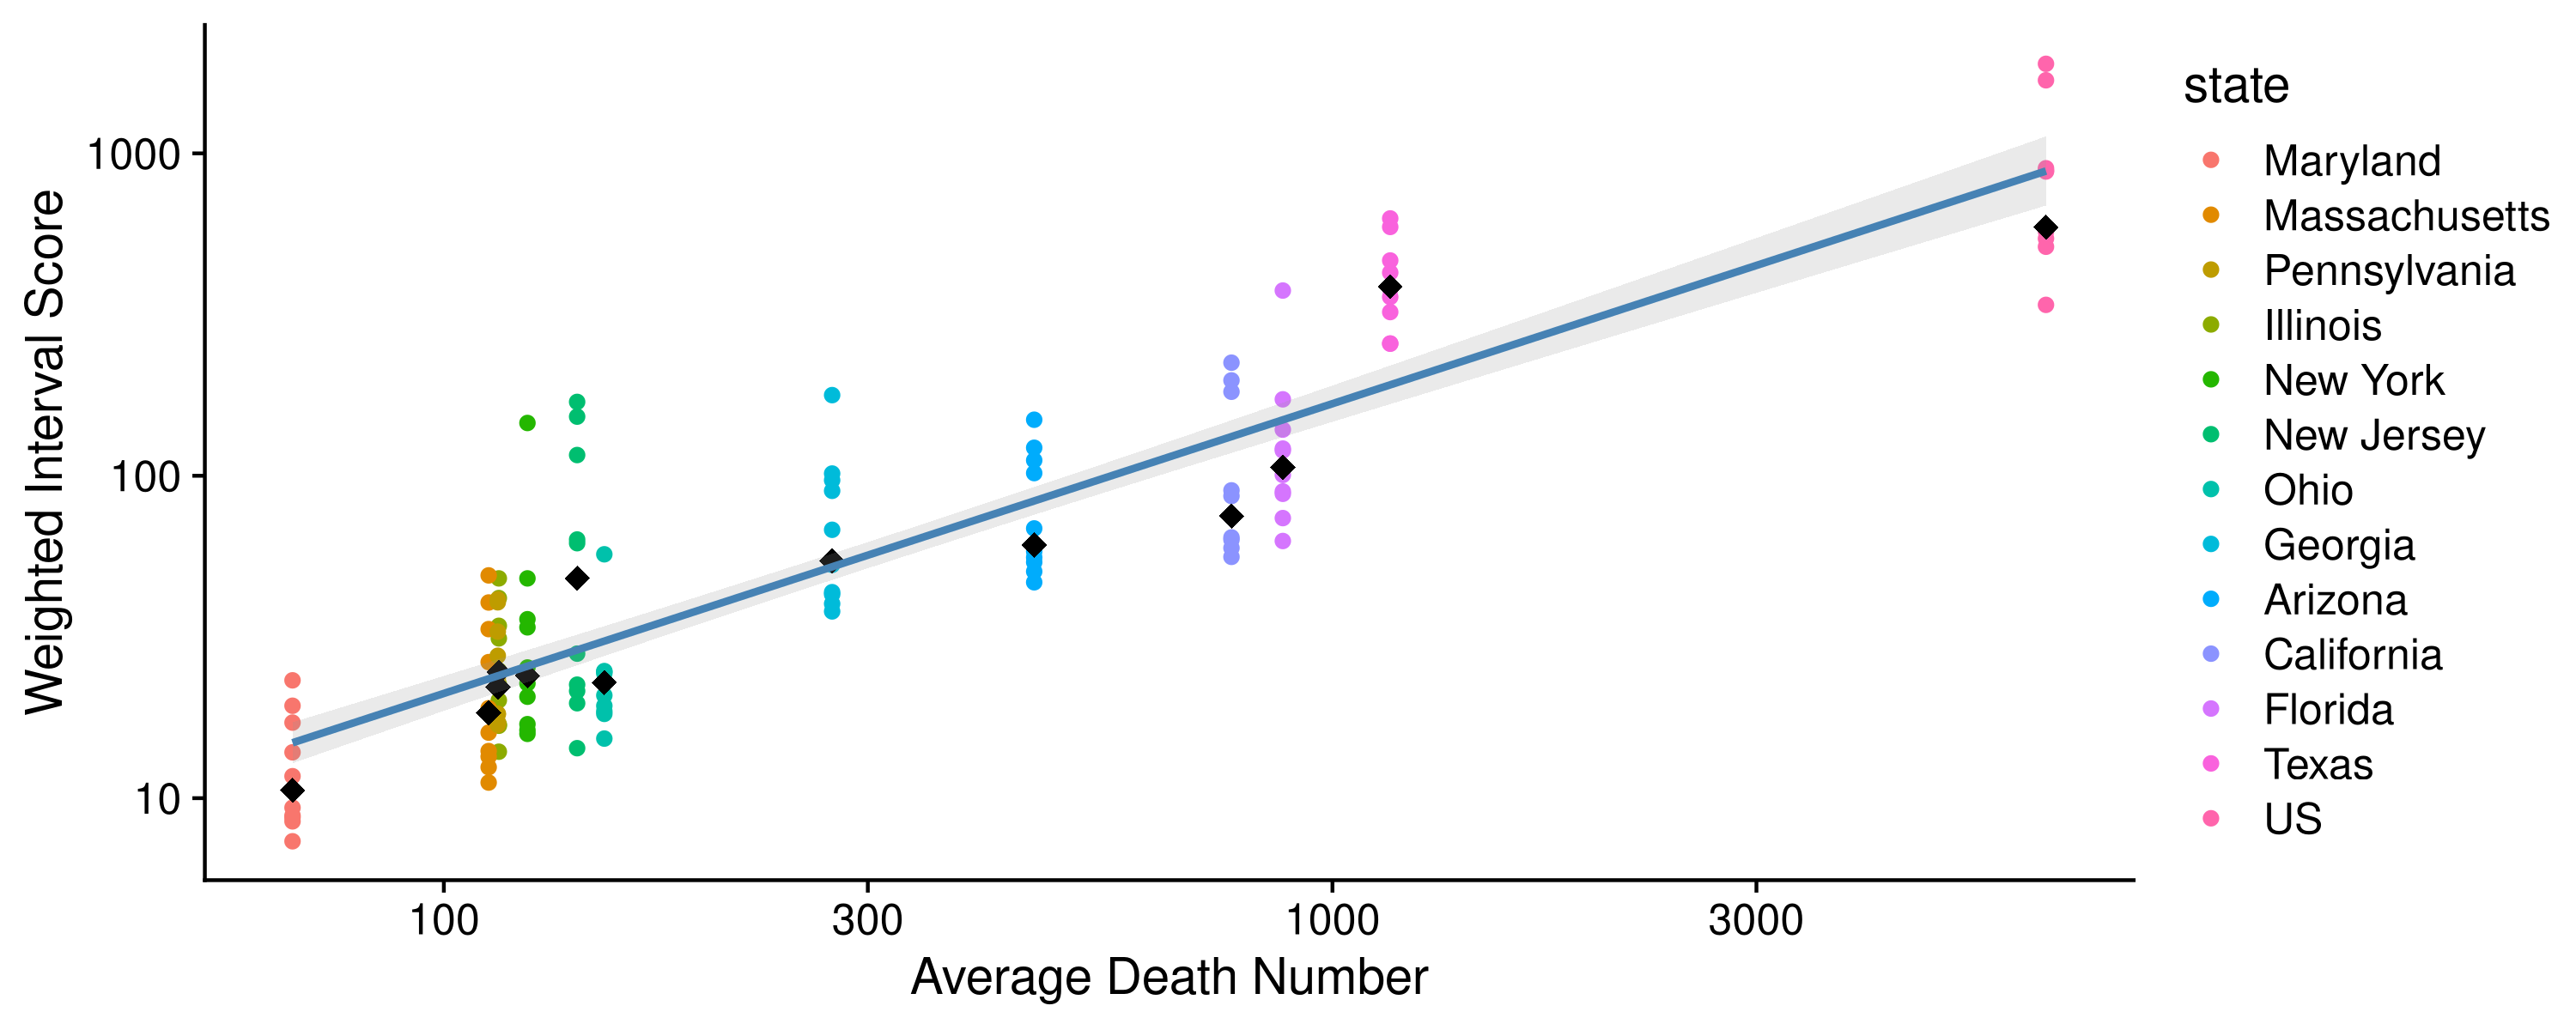 Weighted Interval Score
1000
100
10
100
300
1000
3000
Average Death Number
state
Maryland
Massachusetts
Pennsylvania
Illinois
New York
New Jersey
Ohio
Georgia
Arizona
California
Florida
Texas
US